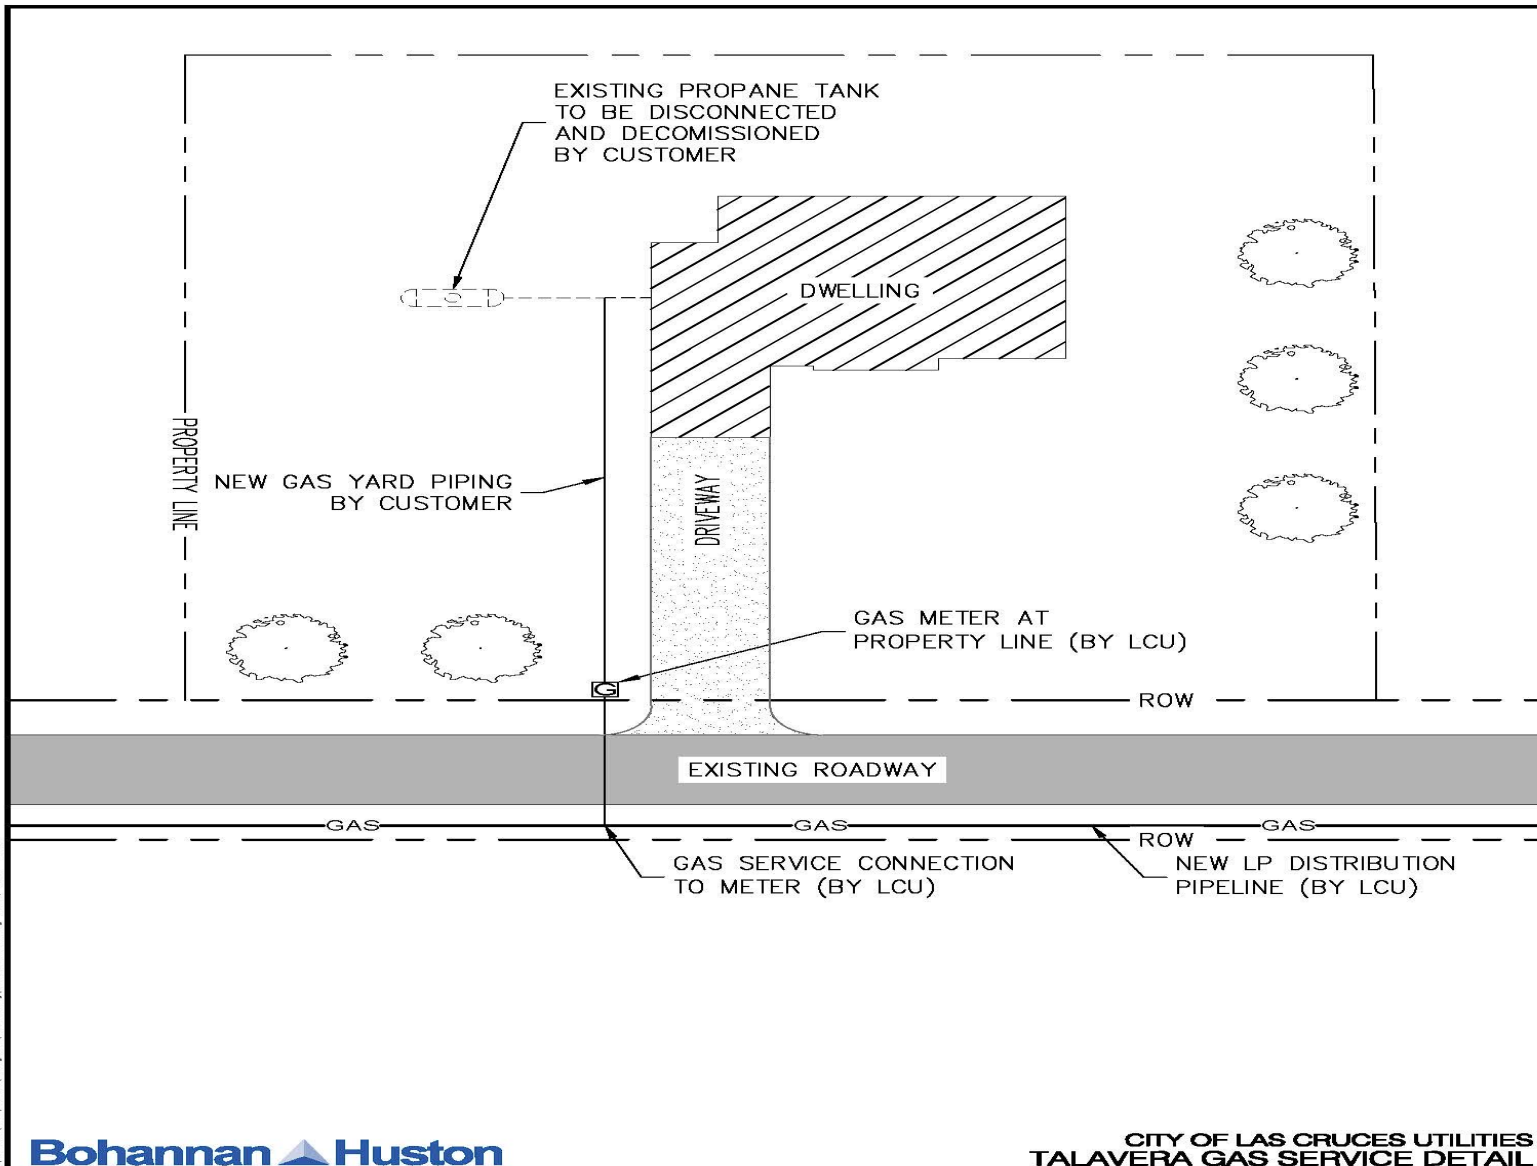 EXISTING PROPANE TANK
TO BE DISCONNECTED
AND DECOMISSIONED
BY CUSTOMER
DWELLING
PROPERTY LINE
NEW GAS YARD PIPING
BY CUSTOMER
DRIVEWAY
GAS METER AT
PROPERTY LINE (BY LCU)
G
ROW
EXISTING ROADWAY
GAS
GAS
GAS
ROW
GAS SERVICE CONNECTION
TO METER (BY LCU)
NEW LP DISTRIBUTION
PIPELINE (BY LCU)
Bohannan Huston
CITY OF LAS CRUCES UTILITIES
TALAVERA GAS SERVICE DETAIL